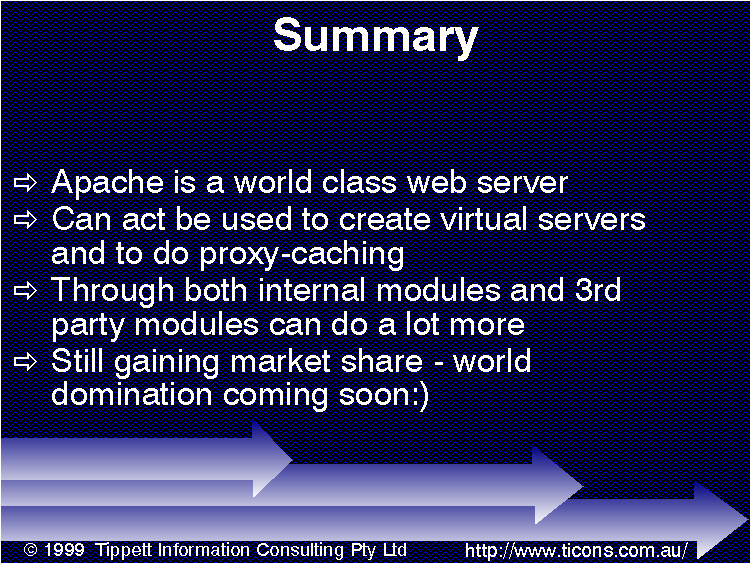 Summary
⇨ Apache is a world class web server
⇨ Can act be used to create virtual servers
and to do proxy-caching
⇨ Through both internal modules and 3rd
party modules can do a lot more
⇨ Still gaining market share - world
domination coming soon:)
© 1999 Tippett Information Consulting Pty Ltd http://www.ticons.com.au/